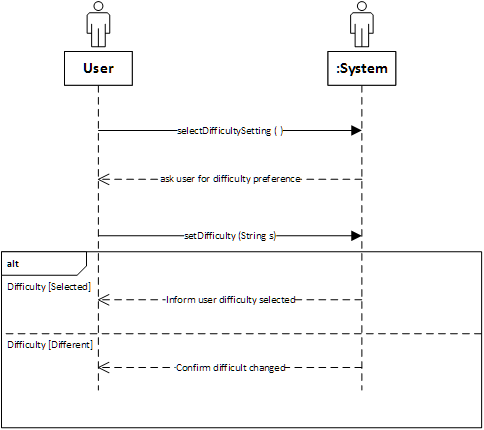 User
:System
selectDifficultySetting ( )
ask user for difficulty preference
setDifficulty (String s)
alt
Difficulty [Selected]
Inform user difficulty selected
Difficulty [Different]
Confirm difficult changed